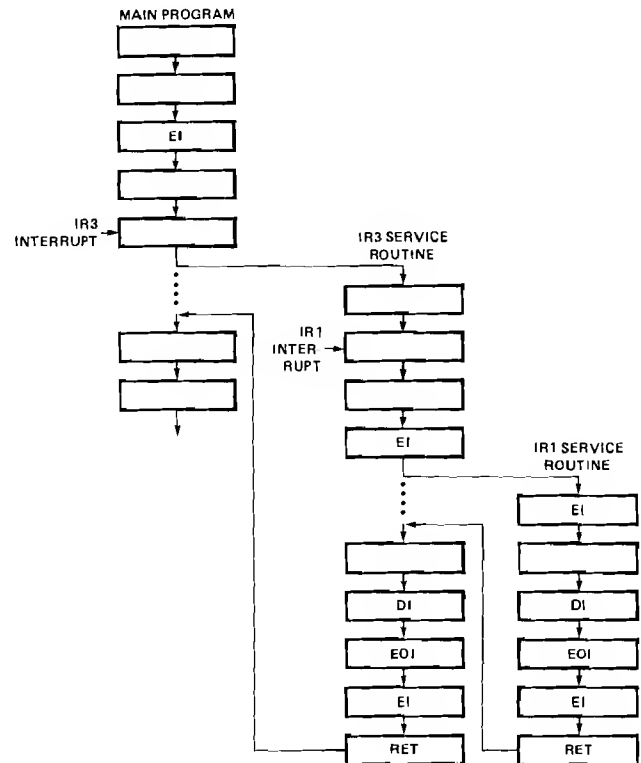 MAIN PROGRAM
EI
IR3
INTERRUPT
IR3 SERVICE
ROUTINE
IR1
INTER
RUPT
EI
IR1 SERVICE
ROUTINE
EI
DI
EOI
EI
RET
DI
EOI
EI
RET